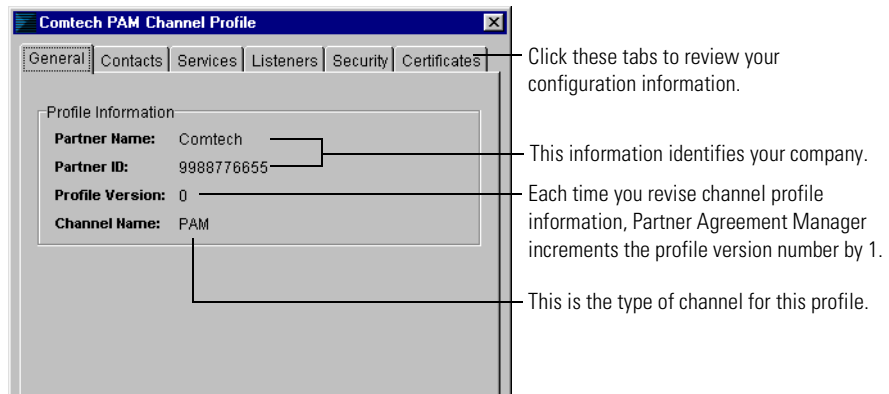 Comtech PAM Channel Profile
General Contacts Services Listeners Security Certificates
Click these tabs to review your
configuration information.
Profile Information
Partner Name: Comtech
Partner ID: 9988776655
This information identifies your company.
Profile Version: 0
Each time you revise channel profile
information, Partner Agreement Manager
increments the profile version number by 1.
Channel Name: PAM
This is the type of channel for this profile.